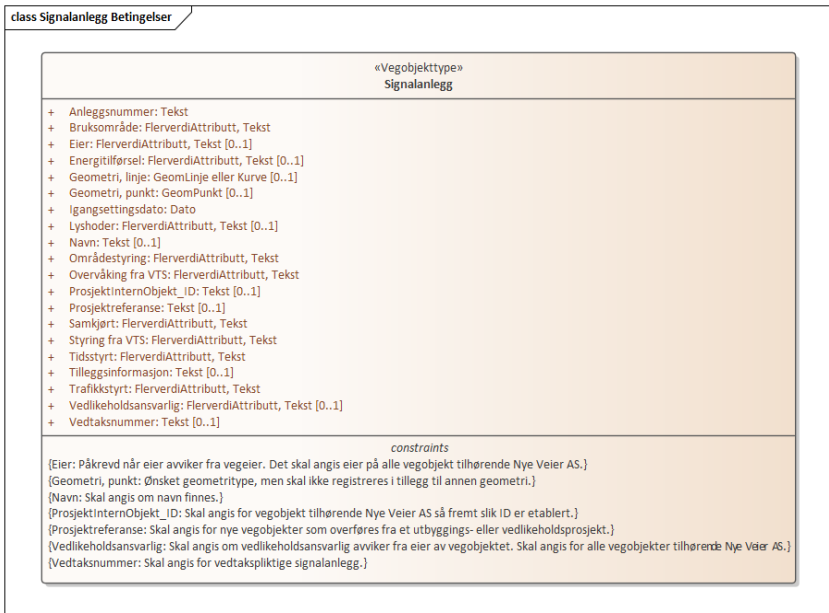 class Signalanlegg Betingelser
«Vegobjekttype»
Signalanlegg
+ Anleggsnummer: Tekst
+ Bruksområde: FlerverdiAttributt, Tekst
+ Eier: FlerverdiAttributt, Tekst [0..1]
+ Energitilførsel: FlerverdiAttributt, Tekst [0..1]
+ Geometri, linje: GeomLinje eller Kurve [0..1]
+ Geometri, punkt: GeomPunkt [0..1]
+ Igangsettingsdato: Dato
+ Lyshoder: FlerverdiAttributt, Tekst [0..1]
+ Navn: Tekst [0..1]
+ Områdestyring: FlerverdiAttributt, Tekst
+ Overvåking fra VTS: FlerverdiAttributt, Tekst
+ ProsjektInternObjekt_ID: Tekst [0..1]
+ Prosjektreferanse: Tekst [0..1]
+ Samkjørt: FlerverdiAttributt, Tekst
+ Styring fra VTS: FlerverdiAttributt, Tekst
+ Tidsstyrt: FlerverdiAttributt, Tekst
+ Tilleggsinformasjon: Tekst [0..1]
+ Trafikkstyrt: FlerverdiAttributt, Tekst
+ Vedlikeholdsansvarlig: FlerverdiAttributt, Tekst [0..1]
+ Vedtaksnummer: Tekst [0..1]
constraints
{Eier: Påkrevd når eier avviker fra vegeier. Det skal angis eier på alle vegobjekt tilhørende Nye Veier AS.}
{Geometri, punkt: Ønsket geometritype, men skal ikke registreres i tillegg til annen geometri.}
{Navn: Skal angis om navn finnes.}
{ProsjektInternObjekt_ID: Skal angis for vegobjekt tilhørende Nye Veier AS så fremt slik ID er etablert.}
{Prosjektreferanse: Skal angis for nye vegobjekter som overføres fra et utbyggings- eller vedlikeholdsprosjekt.}
{Vedlikeholdsansvarlig: Skal angis om vedlikeholdsansvarlig avviker fra eier av vegobjektet. Skal angis for alle vegobjekter tilhørende Nye Veier AS.}
{Vedtaksnummer: Skal angis for vedtakspliktige signalanlegg.}